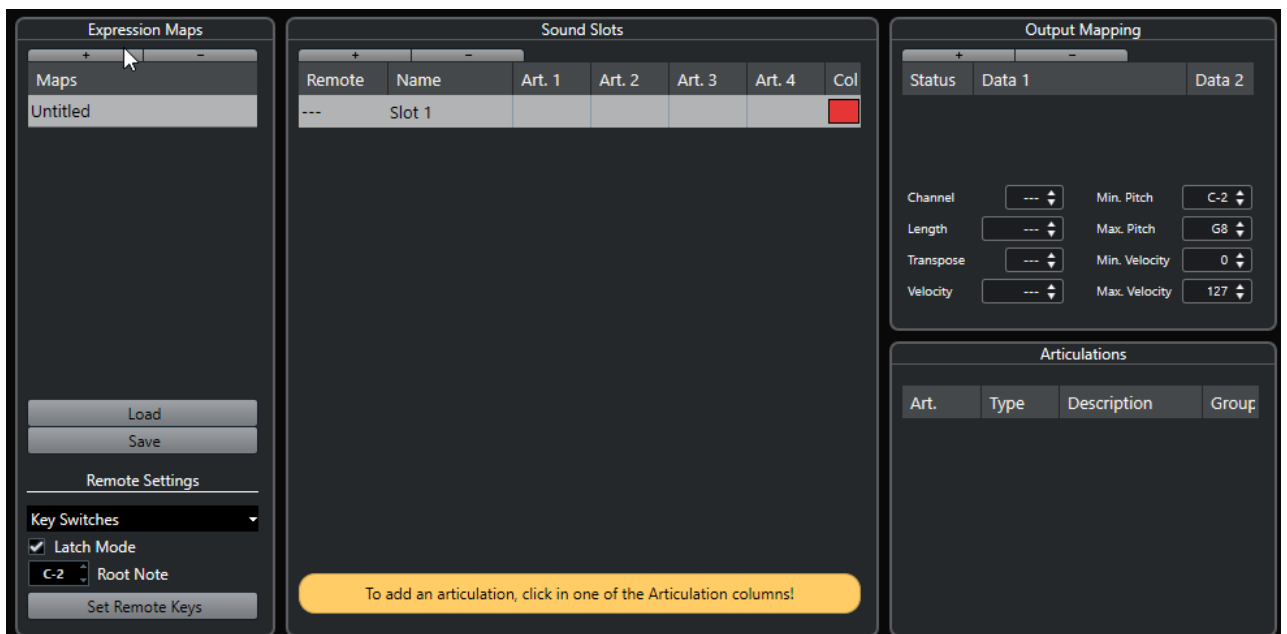 Expression Maps
+ -
Maps
Untitled
Load
Save
Remote Settings
Key Switches
Latch Mode
C-2 Root Note
Set Remote Keys
Sound Slots
+ -
Remote Name Art. 1 Art. 2 Art. 3 Art. 4 Col
--- Slot 1
To add an articulation, click in one of the Articulation columns!
Output Mapping
+ -
Status Data 1 Data 2
Channel --- Min. Pitch C-2
Length --- Max. Pitch G8
Transpose --- Min. Velocity 0
Velocity --- Max. Velocity 127
Articulations
Art. Type Description Group